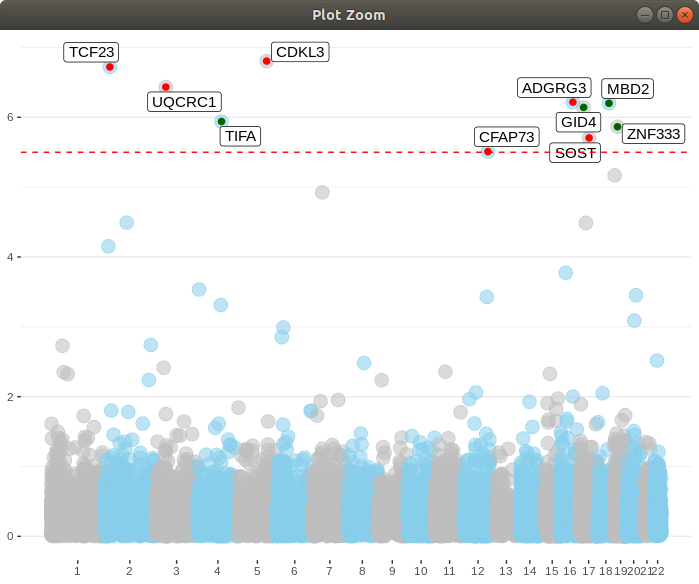 Plot Zoom
TCF23
CDKL3
UQCRC1
ADGRG3
MBD2
TIFA
GID4
CFAP73
ZNF333
SOST
6
4
2
0
1 2 3 4 5 6 7 8 9 10 11 12 13 14 15 16 17 18 19 20 21 22